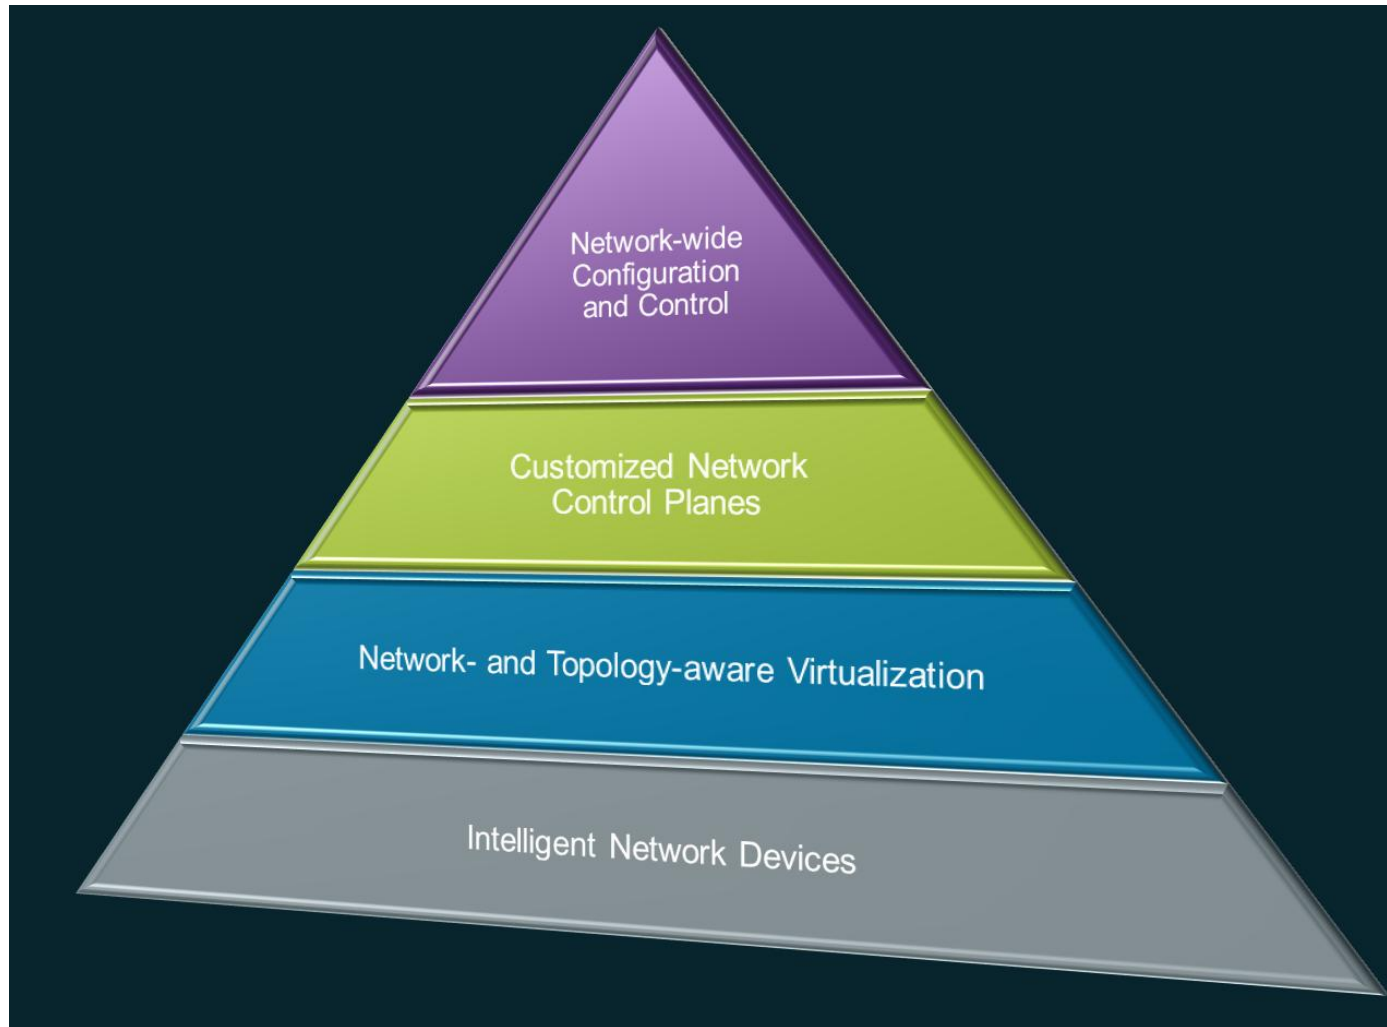 Network-wide
Configuration
and Control
Customized Network
Control Planes
Network- and Topology-aware Virtualization
Intelligent Network Devices